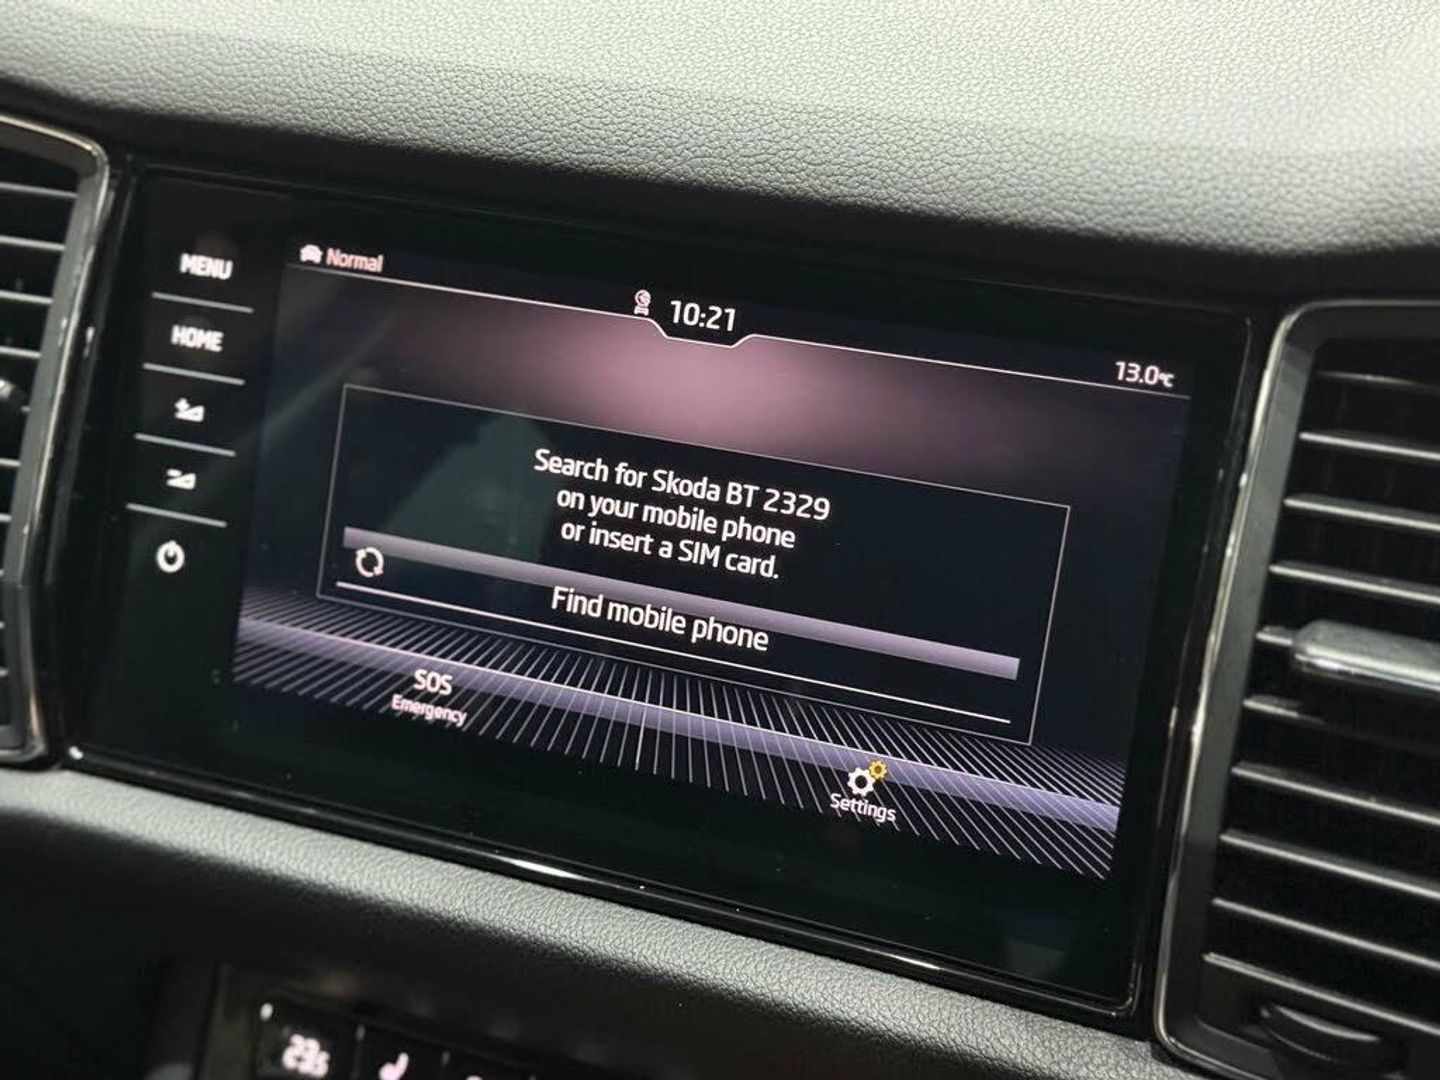 Normal
10:21
13.0°C
MENU
HOME
Search for Skoda BT 2329
on your mobile phone
or insert a SIM card.
Find mobile phone
SOS
Emergency
Settings